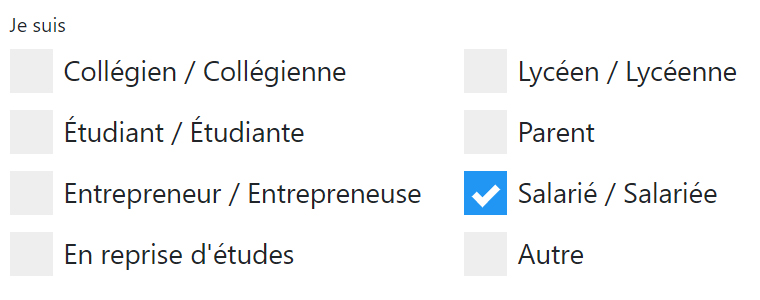 Je suis
Collégien / Collégienne
Lycéen / Lycéenne
Étudiant / Étudiante
Parent
Entrepreneur / Entrepreneuse
Salarié / Salariée
En reprise d'études
Autre